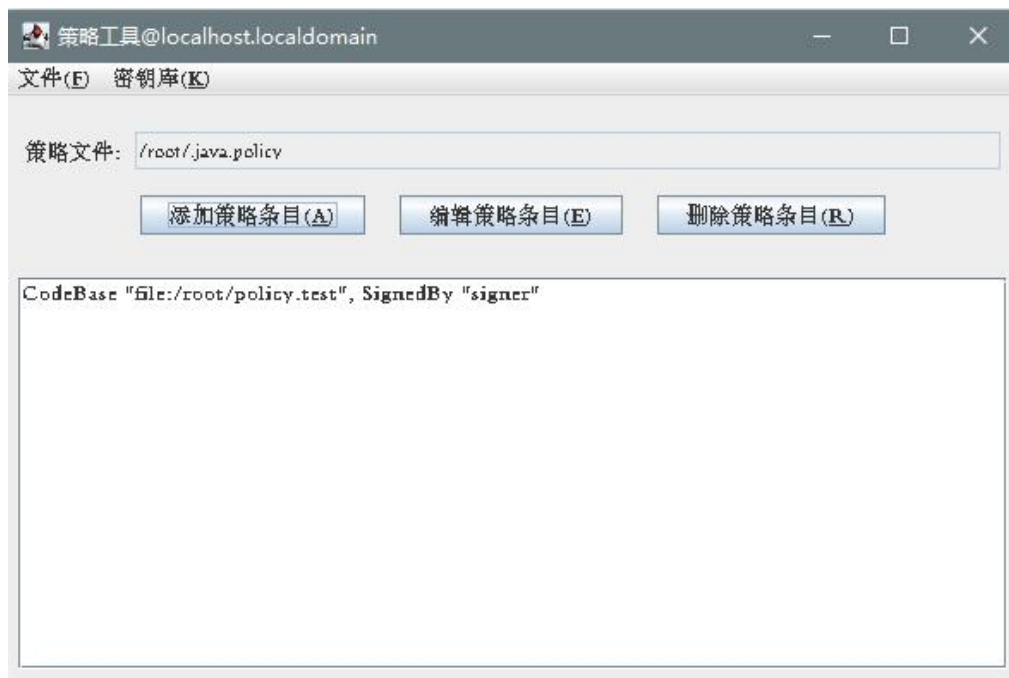 策略工具@localhost.localdomain
文件(F) 密钥库(K)
策略文件: /root/.java.policy
添加策略条目(A) 编辑策略条目(E) 删除策略条目(R)
CodeBase "file:/root/policy.test", SignedBy "signer"